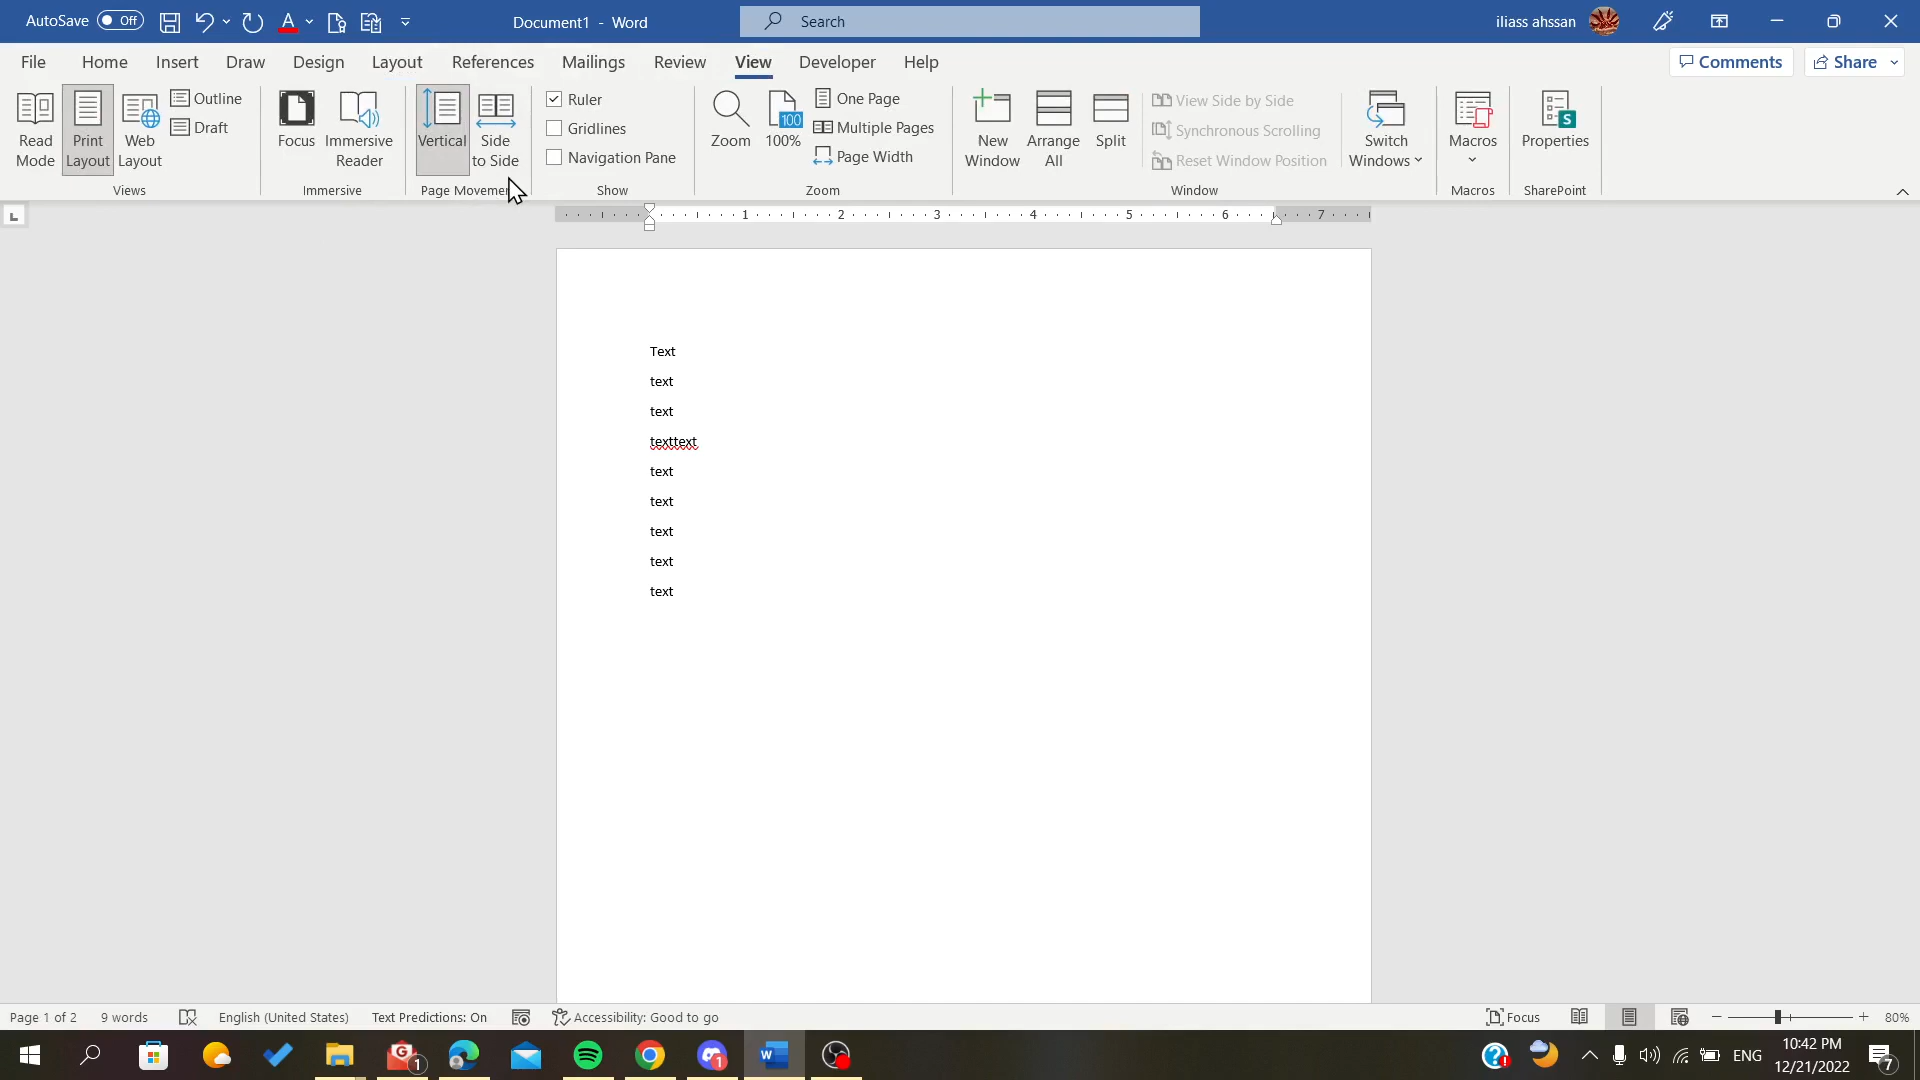 AutoSave Off
Document1 - Word
Search
iliass ahssan
File Home Insert Draw Design Layout References Mailings Review View Developer Help
Comments Share
Read Mode
Print Layout
Web Layout
Outline
Draft
Views
Focus
Immersive Reader
Immersive
Vertical
Side to Side
Page Movemen
Ruler
Gridlines
Navigation Pane
Show
Zoom
100
100%
One Page
Multiple Pages
Page Width
Zoom
New Window
Arrange All
Split
View Side by Side
Synchronous Scrolling
Reset Window Position
Switch Windows
Window
Macros
Macros
Properties
SharePoint
1 2 3 4 5 6 7
Text
text
text
texttext
text
text
text
text
text
Page 1 of 2 9 words English (United States) Text Predictions: On Accessibility: Good to go Focus 80%
ENG
10:42 PM
12/21/2022
7